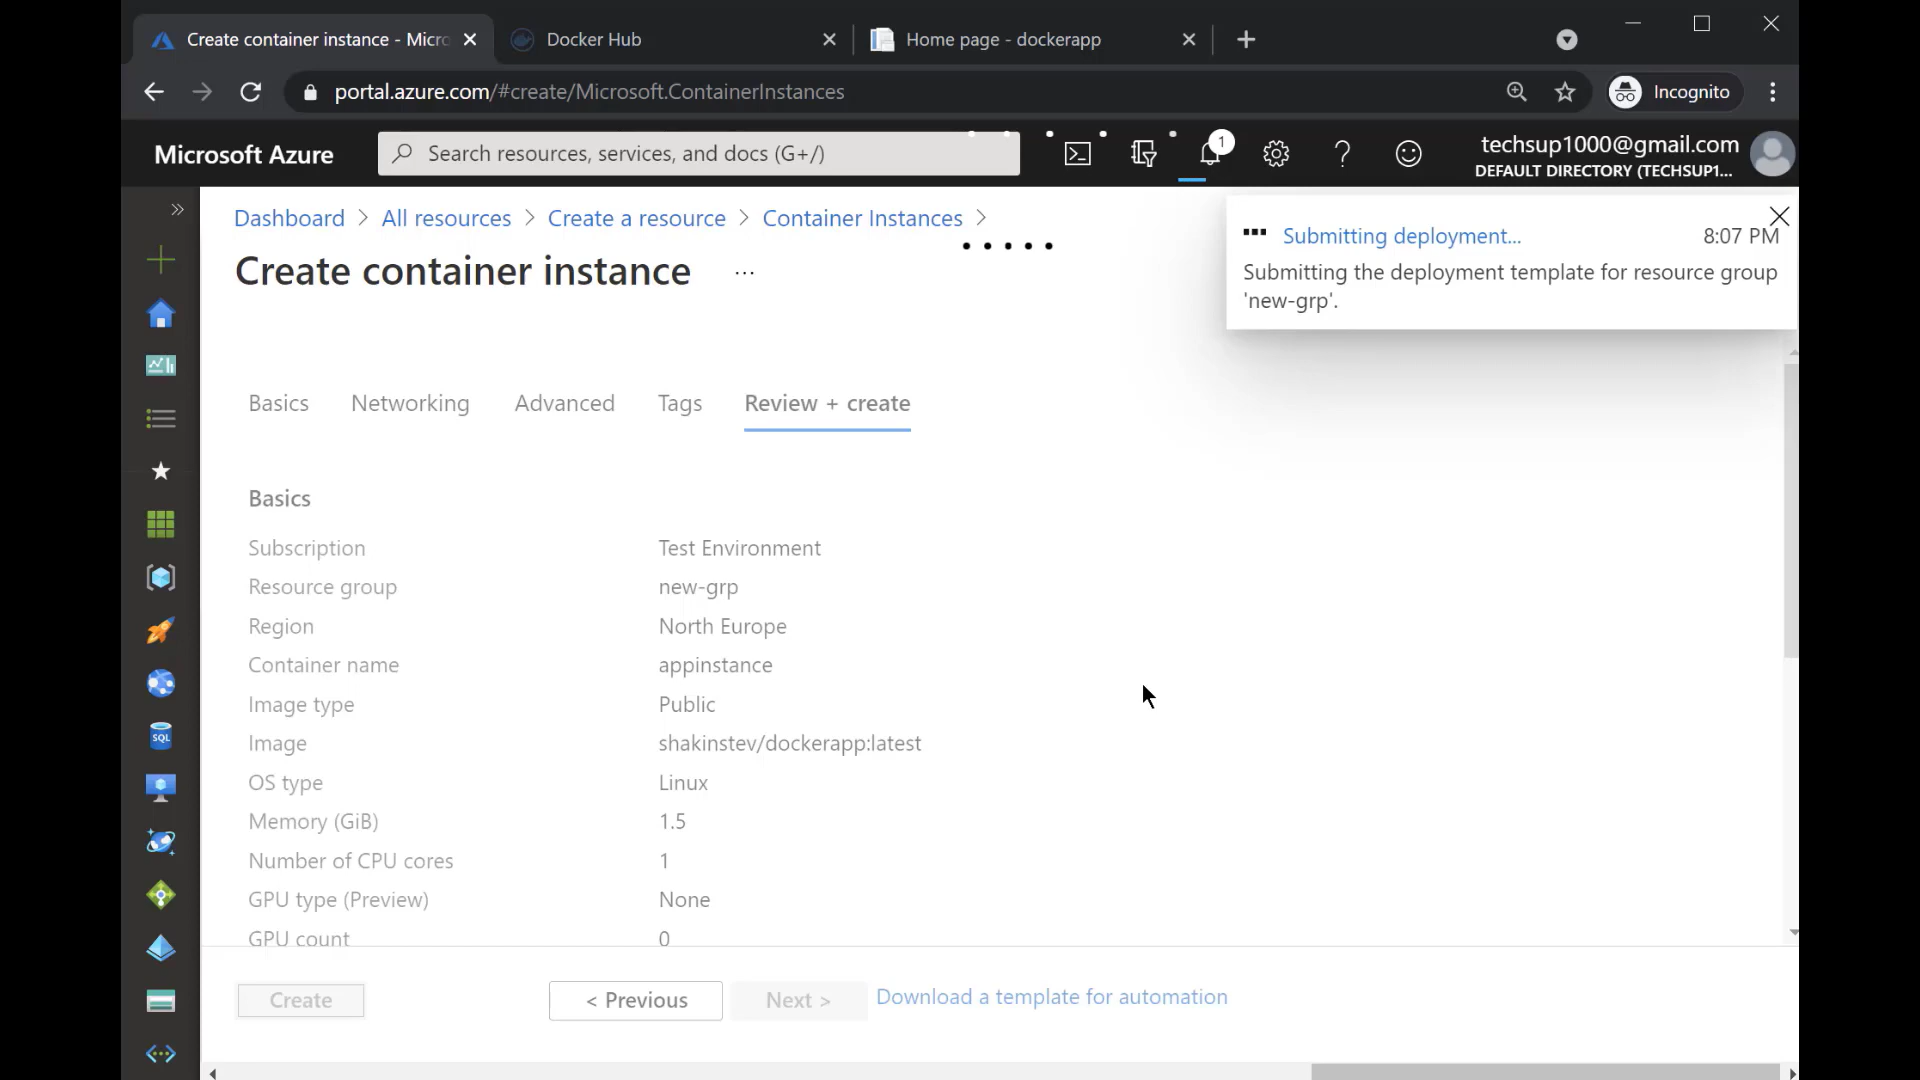 Create container instance - Micro
Docker Hub
Home page - dockerapp
portal.azure.com/#create/Microsoft.ContainerInstances
Incognito
Microsoft Azure
Search resources, services, and docs (G+/)
1
techsup1000@gmail.com
DEFAULT DIRECTORY (TECHSUP1...
Dashboard > All resources > Create a resource > Container Instances >
Create container instance ...
Submitting deployment...
8:07 PM
Submitting the deployment template for resource group
'new-grp'.
Basics
Networking
Advanced
Tags
Review + create
Basics
Subscription Test Environment
Resource group new-grp
Region North Europe
Container name appinstance
Image type Public
Image shakinstev/dockerapp:latest
OS type Linux
Memory (GiB) 1.5
Number of CPU cores 1
GPU type (Preview) None
GPU count 0
Create
< Previous
Next >
Download a template for automation
SQL